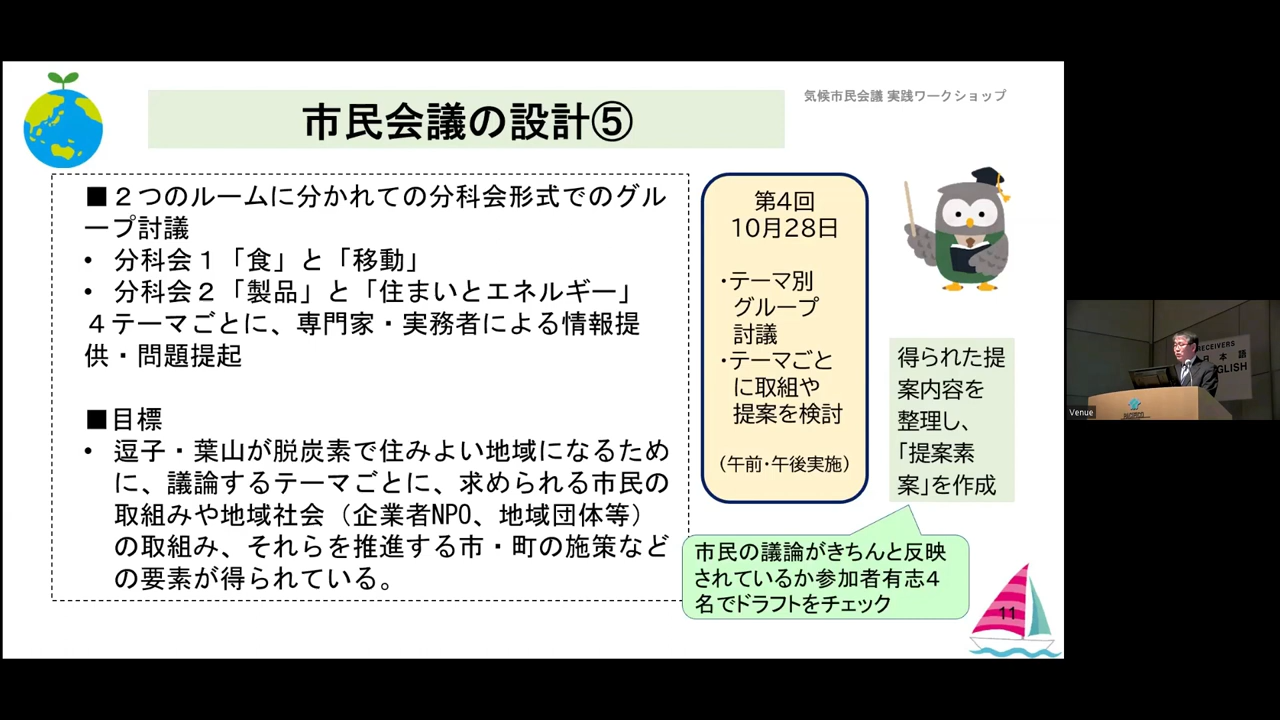 気候市民会議 実践ワークショップ
市民会議の設計⑤
■２つのルームに分かれての分科会形式でのグル
ープ討議
• 分科会１「食」と「移動」
• 分科会２「製品」と「住まいとエネルギー」
４テーマごとに、専門家・実務者による情報提
供・問題提起
■目標
• 逗子・葉山が脱炭素で住みよい地域になるため
に、議論するテーマごとに、求められる市民の
取組みや地域社会（企業者NPO、地域団体等）
の取組み、それらを推進する市・町の施策など
の要素が得られている。
第4回
10月28日
・テーマ別
グループ
討議
・テーマごと
に取組や
提案を検討
（午前・午後実施）
得られた提
案内容を
整理し、
「提案素
案」を作成
市民の議論がきちんと反映
されているか参加者有志４
名でドラフトをチェック
11
RECEIVERS
日本語
ENGLISH
Venue